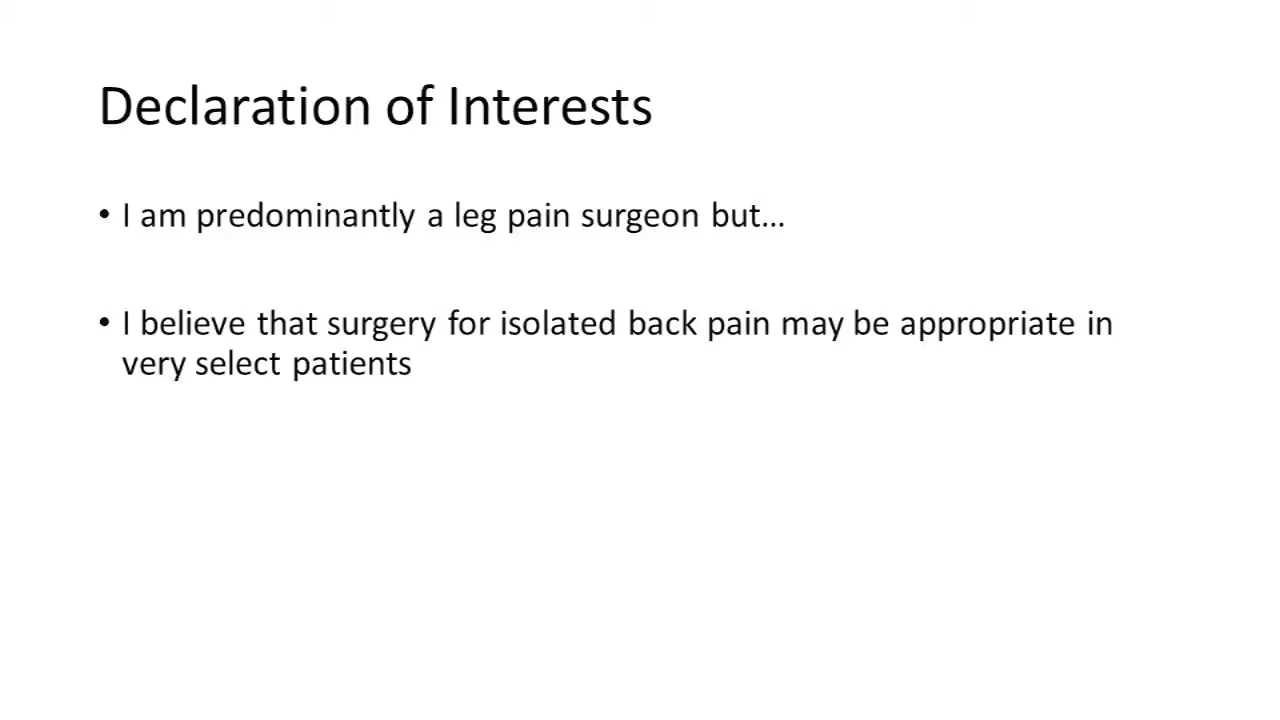 Declaration of Interests
• I am predominantly a leg pain surgeon but…
• I believe that surgery for isolated back pain may be appropriate in
very select patients